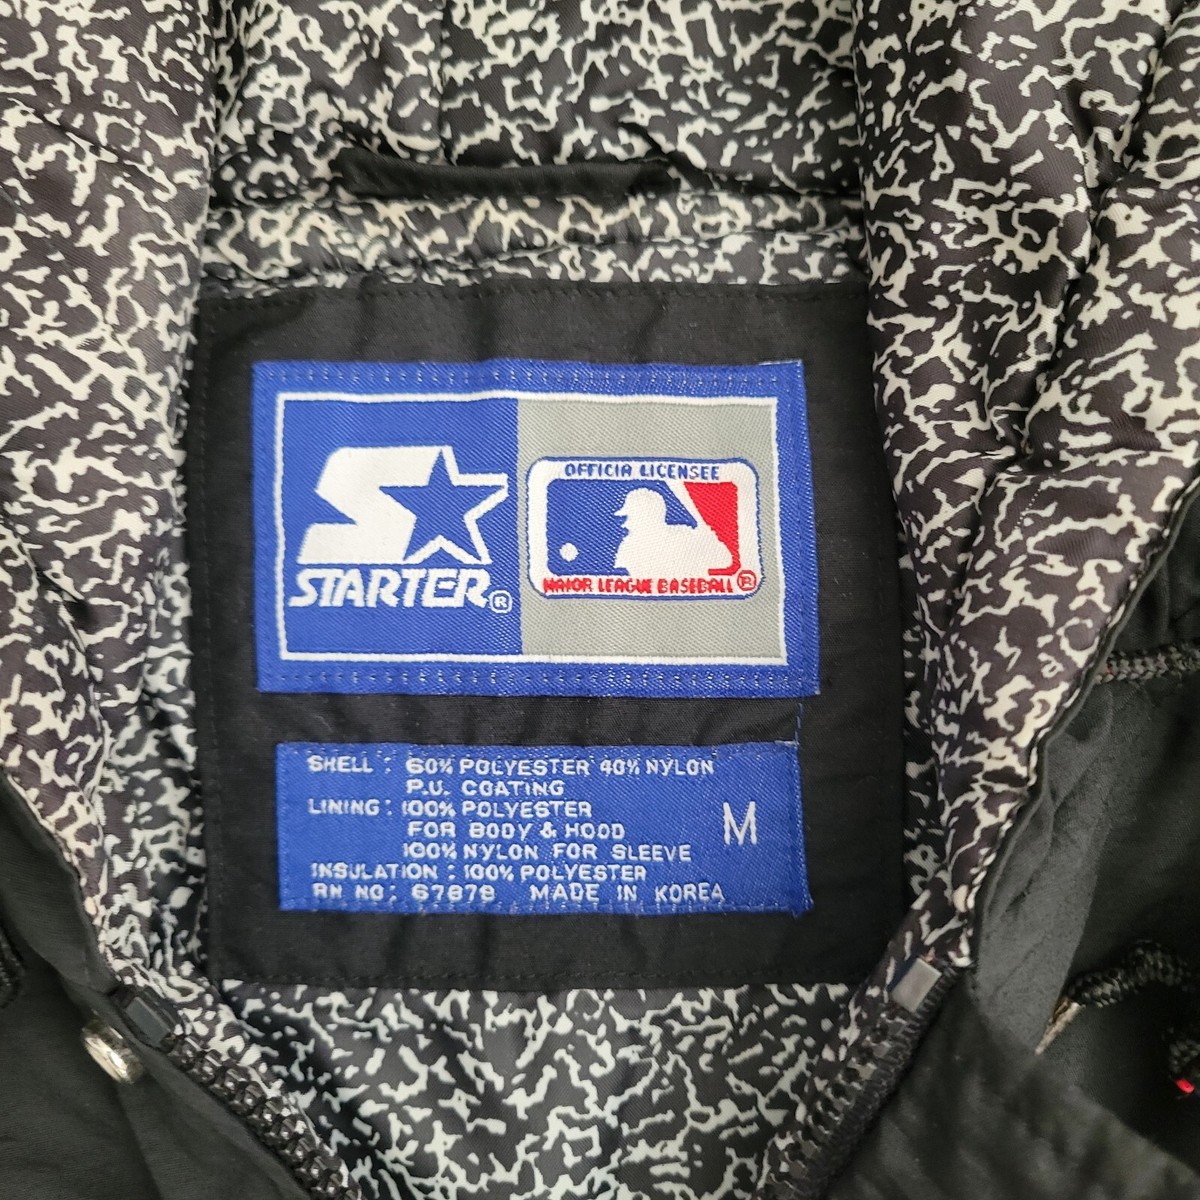 STARTER®
OFFICIA LICENSEE
MAJOR LEAGUE BASEBALL ®
SHELL : 60% POLYESTER 40% NYLON
P.U. COATING
LINING : 100% POLYESTER
FOR BODY & HOOD
100% NYLON FOR SLEEVE
M
INSULATION : 100% POLYESTER
RN NO : 67879 MADE IN KOREA